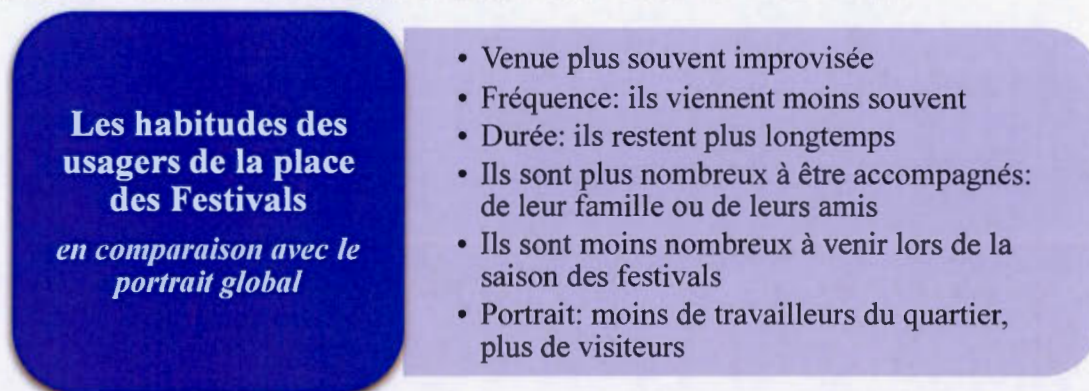 Les habitudes des
usagers de la place
des Festivals
en comparaison avec le
portrait global
• Venue plus souvent improvisée
• Fréquence: ils viennent moins souvent
• Durée: ils restent plus longtemps
• Ils sont plus nombreux à être accompagnés:
de leur famille ou de leurs amis
• Ils sont moins nombreux à venir lors de la
saison des festivals
• Portrait: moins de travailleurs du quartier,
plus de visiteurs